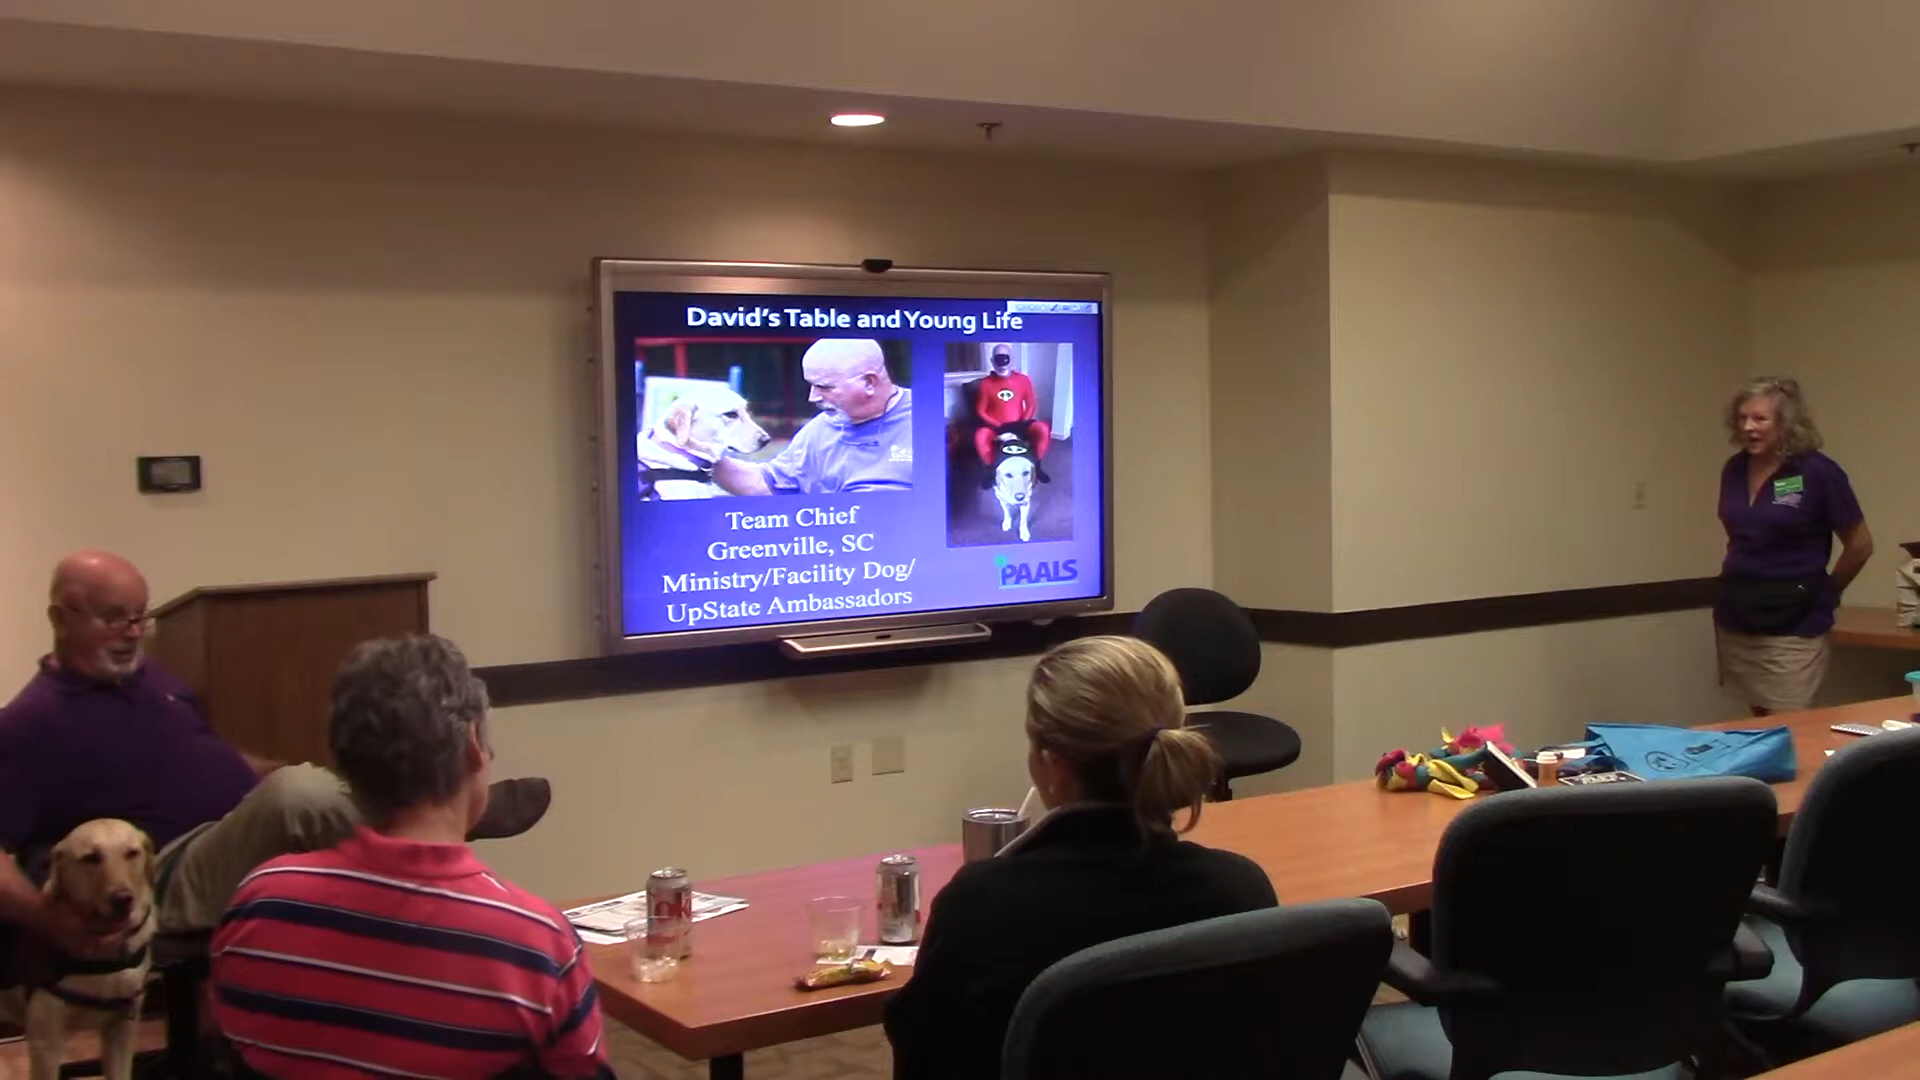 David's Table and Young Life
Team Chief
Greenville, SC
Ministry/Facility Dog/
UpState Ambassadors
PAALS